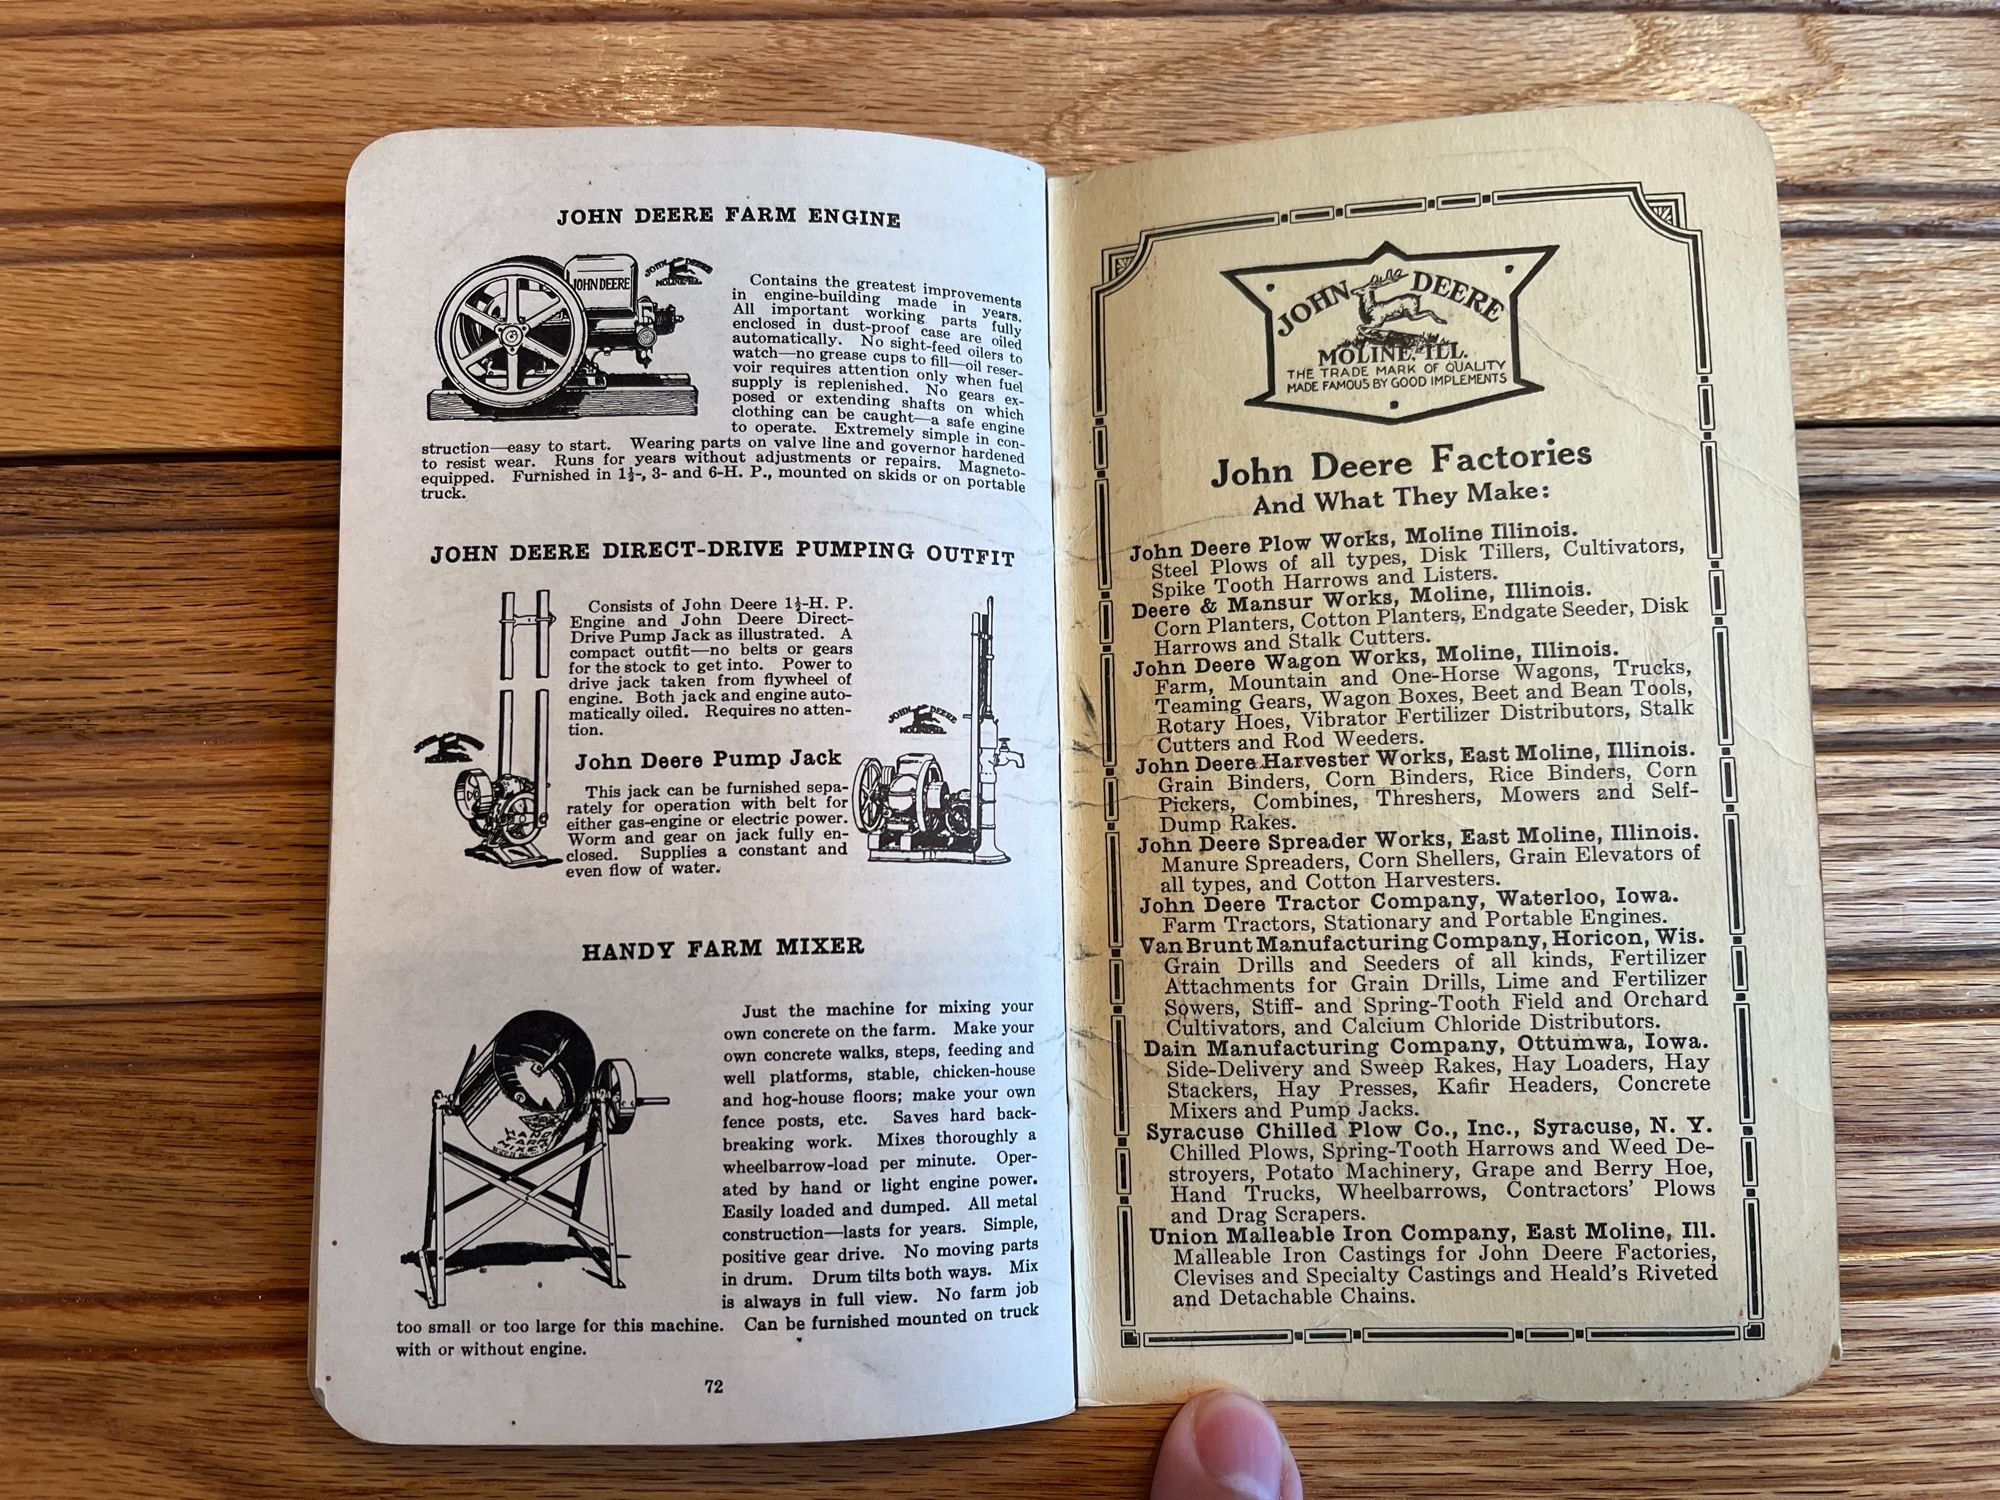 JOHN DEERE FARM ENGINE
JOHN DEERE
JOHN DEERE
MOLINE, ILL.
Contains the greatest improvements
in engine-building made in years.
All important working parts fully
enclosed in dust-proof case are oiled
automatically. No sight-feed oilers to
watch—no grease cups to fill—oil reser-
voir requires attention only when fuel
supply is replenished. No gears ex-
posed or extending shafts on which
clothing can be caught—a safe engine
to operate. Extremely simple in con-
struction—easy to start. Wearing parts on valve line and governor hardened
to resist wear. Runs for years without adjustments or repairs. Magneto-
equipped. Furnished in 1½-, 3- and 6-H. P., mounted on skids or on portable
truck.
JOHN DEERE DIRECT-DRIVE PUMPING OUTFIT
Consists of John Deere 1½-H. P.
Engine and John Deere Direct-
Drive Pump Jack as illustrated. A
compact outfit—no belts or gears
for the stock to get into. Power to
drive jack taken from flywheel of
engine. Both jack and engine auto-
matically oiled. Requires no atten-
tion.
JOHN DEERE
MOLINE, ILL.
John Deere Pump Jack
This jack can be furnished sepa-
rately for operation with belt for
either gas-engine or electric power.
Worm and gear on jack fully en-
closed. Supplies a constant and
even flow of water.
HANDY FARM MIXER
Just the machine for mixing your
own concrete on the farm. Make your
own concrete walks, steps, feeding and
well platforms, stable, chicken-house
and hog-house floors; make your own
fence posts, etc. Saves hard back-
breaking work. Mixes thoroughly a
wheelbarrow-load per minute. Oper-
ated by hand or light engine power.
Easily loaded and dumped. All metal
construction—lasts for years. Simple,
positive gear drive. No moving parts
in drum. Drum tilts both ways. Mix
is always in full view. No farm job
too small or too large for this machine. Can be furnished mounted on truck
with or without engine.
72
JOHN DEERE
MOLINE, ILL.
THE TRADE MARK OF QUALITY
MADE FAMOUS BY GOOD IMPLEMENTS
John Deere Factories
And What They Make:
John Deere Plow Works, Moline Illinois.
Steel Plows of all types, Disk Tillers, Cultivators,
Spike Tooth Harrows and Listers.
Deere & Mansur Works, Moline, Illinois.
Corn Planters, Cotton Planters, Endgate Seeder, Disk
Harrows and Stalk Cutters.
John Deere Wagon Works, Moline, Illinois.
Farm, Mountain and One-Horse Wagons, Trucks,
Teaming Gears, Wagon Boxes, Beet and Bean Tools,
Rotary Hoes, Vibrator Fertilizer Distributors, Stalk
Cutters and Rod Weeders.
John Deere Harvester Works, East Moline, Illinois.
Grain Binders, Corn Binders, Rice Binders, Corn
Pickers, Combines, Threshers, Mowers and Self-
Dump Rakes.
John Deere Spreader Works, East Moline, Illinois.
Manure Spreaders, Corn Shellers, Grain Elevators of
all types, and Cotton Harvesters.
John Deere Tractor Company, Waterloo, Iowa.
Farm Tractors, Stationary and Portable Engines.
Van Brunt Manufacturing Company, Horicon, Wis.
Grain Drills and Seeders of all kinds, Fertilizer
Attachments for Grain Drills, Lime and Fertilizer
Sowers, Stiff- and Spring-Tooth Field and Orchard
Cultivators, and Calcium Chloride Distributors.
Dain Manufacturing Company, Ottumwa, Iowa.
Side-Delivery and Sweep Rakes, Hay Loaders, Hay
Stackers, Hay Presses, Kafir Headers, Concrete
Mixers and Pump Jacks.
Syracuse Chilled Plow Co., Inc., Syracuse, N. Y.
Chilled Plows, Spring-Tooth Harrows and Weed De-
stroyers, Potato Machinery, Grape and Berry Hoe,
Hand Trucks, Wheelbarrows, Contractors' Plows
and Drag Scrapers.
Union Malleable Iron Company, East Moline, Ill.
Malleable Iron Castings for John Deere Factories,
Clevises and Specialty Castings and Heald's Riveted
and Detachable Chains.